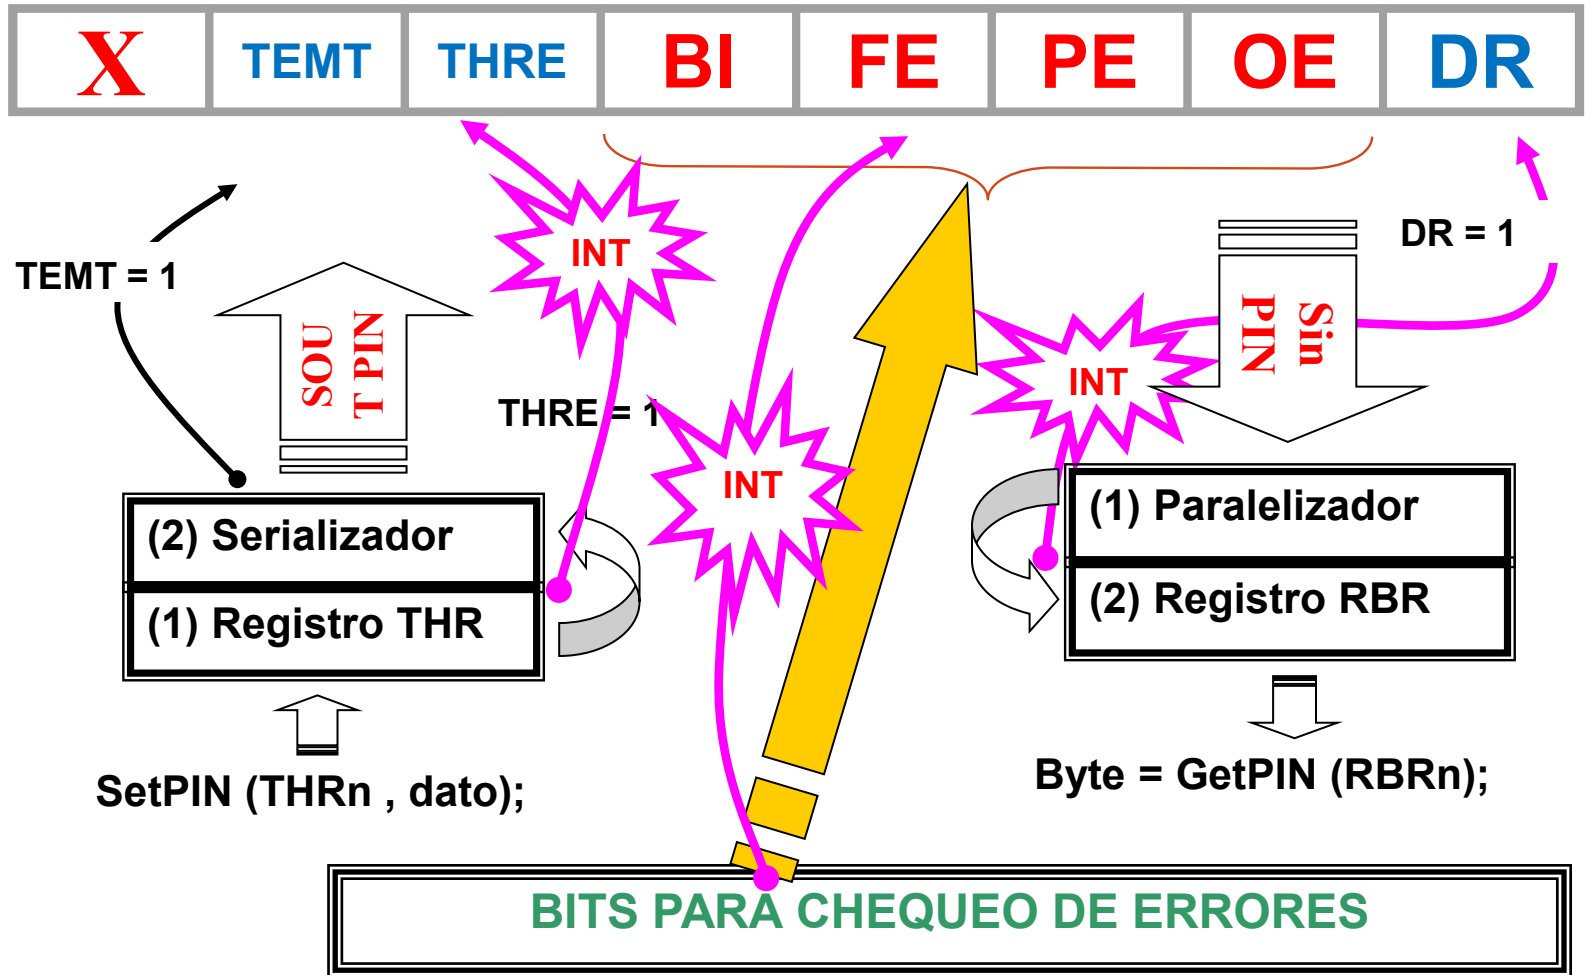 X TEMT THRE BI FE PE OE DR
INT
DR = 1
TEMT = 1
SOU
T PIN
Sin
PIN
INT
THRE = 1
INT
(2) Serializador
(1) Registro THR
(1) Paralelizador
(2) Registro RBR
SetPIN (THRn , dato);
Byte = GetPIN (RBRn);
BITS PARA CHEQUEO DE ERRORES